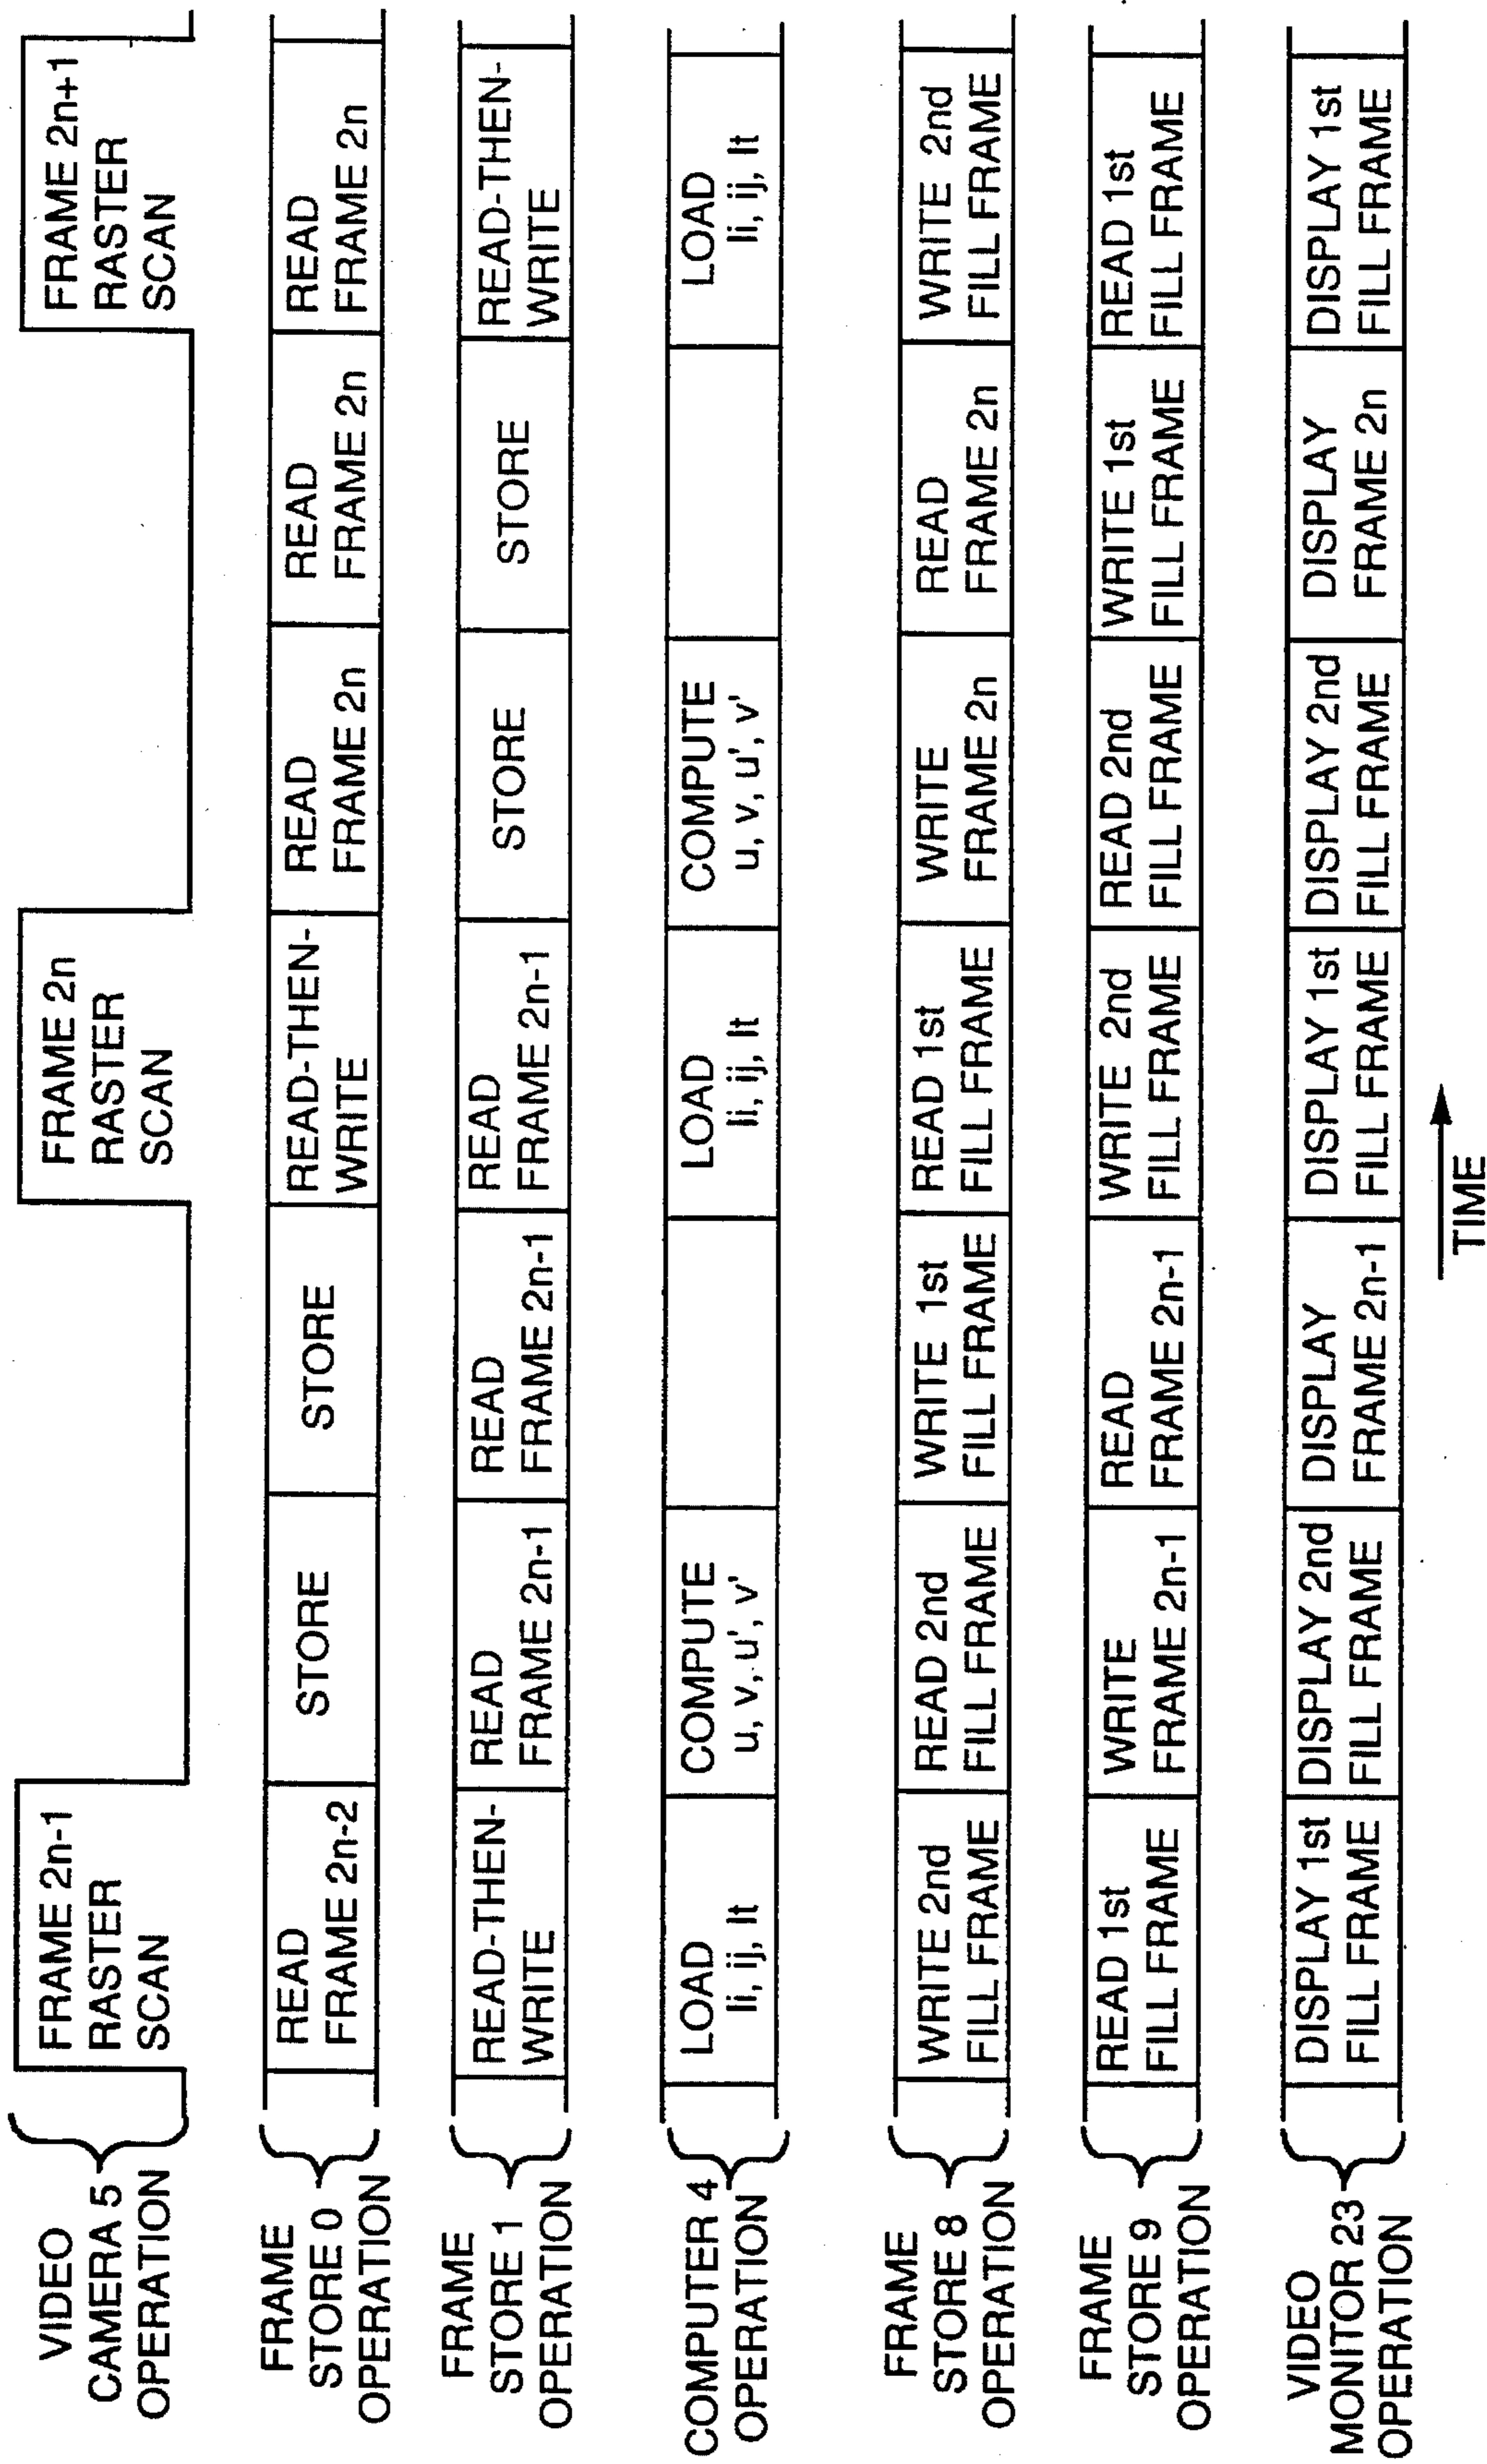 VIDEO
CAMERA 5
OPERATION
FRAME 2n-1
RASTER
SCAN
FRAME 2n
RASTER
SCAN
FRAME 2n+1
RASTER
SCAN
FRAME
STORE 0
OPERATION
READ
FRAME 2n-2
STORE
STORE
READ-THEN-
WRITE
READ
FRAME 2n
READ
FRAME 2n
READ
FRAME 2n
FRAME
STORE 1
OPERATION
READ-THEN-
WRITE
READ
FRAME 2n-1
READ
FRAME 2n-1
READ
FRAME 2n-1
STORE
STORE
READ-THEN-
WRITE
COMPUTER 4
OPERATION
LOAD
Ii, ij, It
COMPUTE
u, v, u', v'
LOAD
Ii, ij, It
COMPUTE
u, v, u', v'
LOAD
Ii, ij, It
FRAME
STORE 8
OPERATION
WRITE 2nd
FILL FRAME
READ 2nd
FILL FRAME
WRITE 1st
FILL FRAME
READ 1st
FILL FRAME
WRITE
FRAME 2n
READ
FRAME 2n
WRITE 2nd
FILL FRAME
FRAME
STORE 9
OPERATION
READ 1st
FILL FRAME
WRITE
FRAME 2n-1
READ
FRAME 2n-1
WRITE 2nd
FILL FRAME
READ 2nd
FILL FRAME
WRITE 1st
FILL FRAME
READ 1st
FILL FRAME
VIDEO
MONITOR 23
OPERATION
DISPLAY 1st
FILL FRAME
DISPLAY 2nd
FILL FRAME
DISPLAY
FRAME 2n-1
DISPLAY 1st
FILL FRAME
DISPLAY 2nd
FILL FRAME
DISPLAY
FRAME 2n
DISPLAY 1st
FILL FRAME
TIME